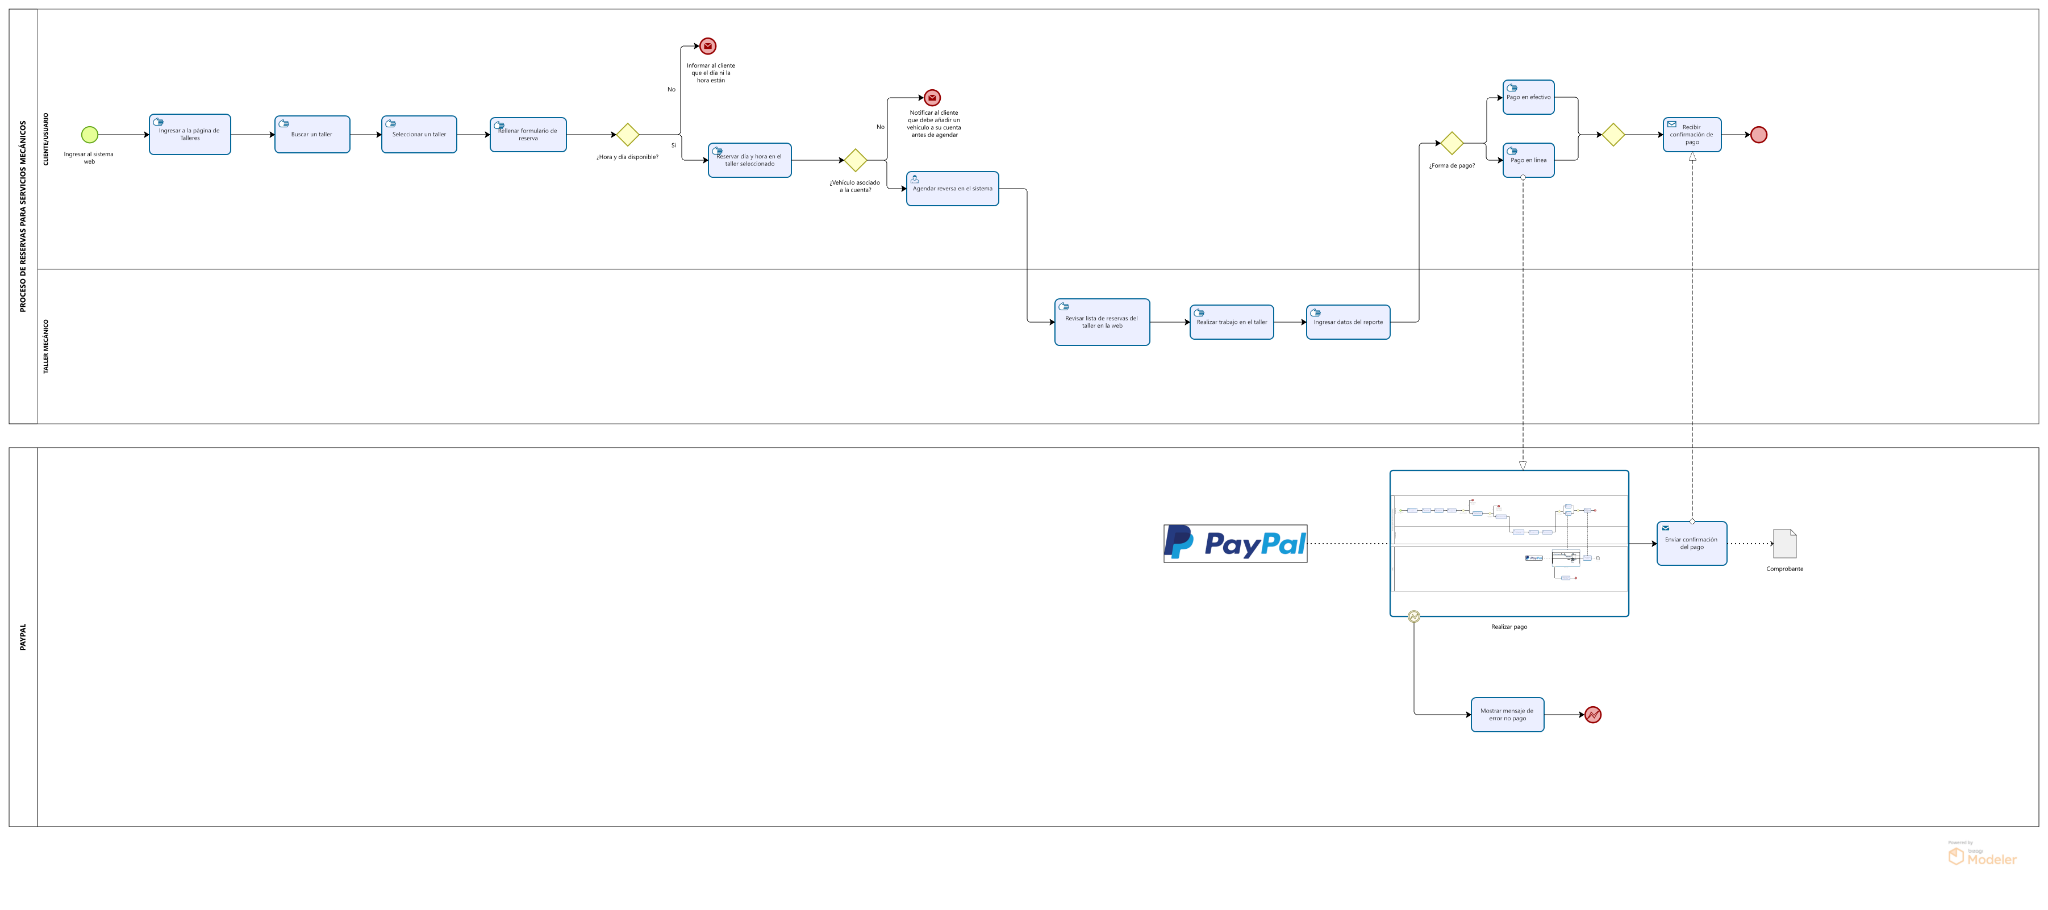 PROCESO DE RESERVAS PARA SERVICIOS MECÁNICOS
CLIENTE/USUARIO
Ingresar al sistema
web
Ingresar a la página de
Talleres
Buscar un taller
Seleccionar un taller
Rellenar formulario de
reserva
¿Hora y día disponible?
No
Informar al cliente
que el día ni la
hora están
Si
Reservar día y hora en el
taller seleccionado
¿Vehículo asociado
a la cuenta?
No
Notificar al cliente
que debe añadir un
vehículo a su cuenta
antes de agendar
Agendar reversa en el sistema
¿Forma de pago?
Pago en efectivo
Pago en línea
Recibir
confirmación de
pago
TALLER MECÁNICO
Revisar lista de reservas del
taller en la web
Realizar trabajo en el taller
Ingresar datos del reporte
PAYPAL
PayPal
Realizar pago
Enviar confirmación
del pago
Comprobante
Mostrar mensaje de
error no pago
Powered by
bizagi
Modeler